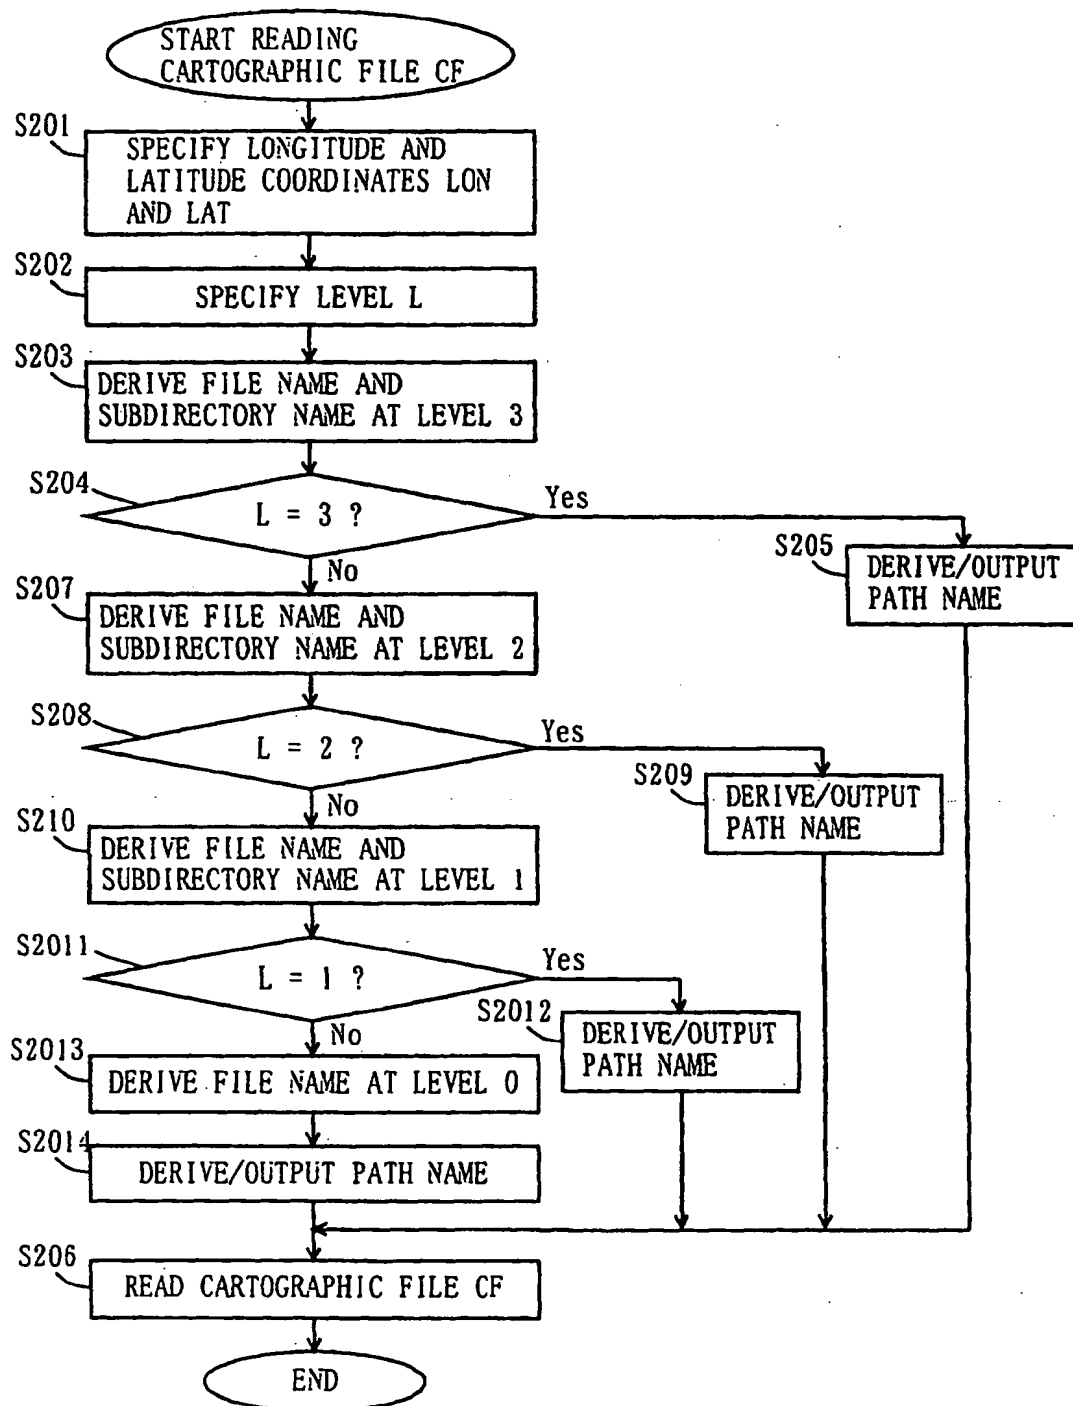 START READING
CARTOGRAPHIC FILE CF
S201
SPECIFY LONGITUDE AND
LATITUDE COORDINATES LON
AND LAT
S202
SPECIFY LEVEL L
S203
DERIVE FILE NAME AND
SUBDIRECTORY NAME AT LEVEL 3
S204
L = 3 ?
Yes
No
S205
DERIVE/OUTPUT
PATH NAME
S207
DERIVE FILE NAME AND
SUBDIRECTORY NAME AT LEVEL 2
S208
L = 2 ?
Yes
No
S209
DERIVE/OUTPUT
PATH NAME
S210
DERIVE FILE NAME AND
SUBDIRECTORY NAME AT LEVEL 1
S2011
L = 1 ?
Yes
No
S2012
DERIVE/OUTPUT
PATH NAME
S2013
DERIVE FILE NAME AT LEVEL 0
S2014
DERIVE/OUTPUT PATH NAME
S206
READ CARTOGRAPHIC FILE CF
END